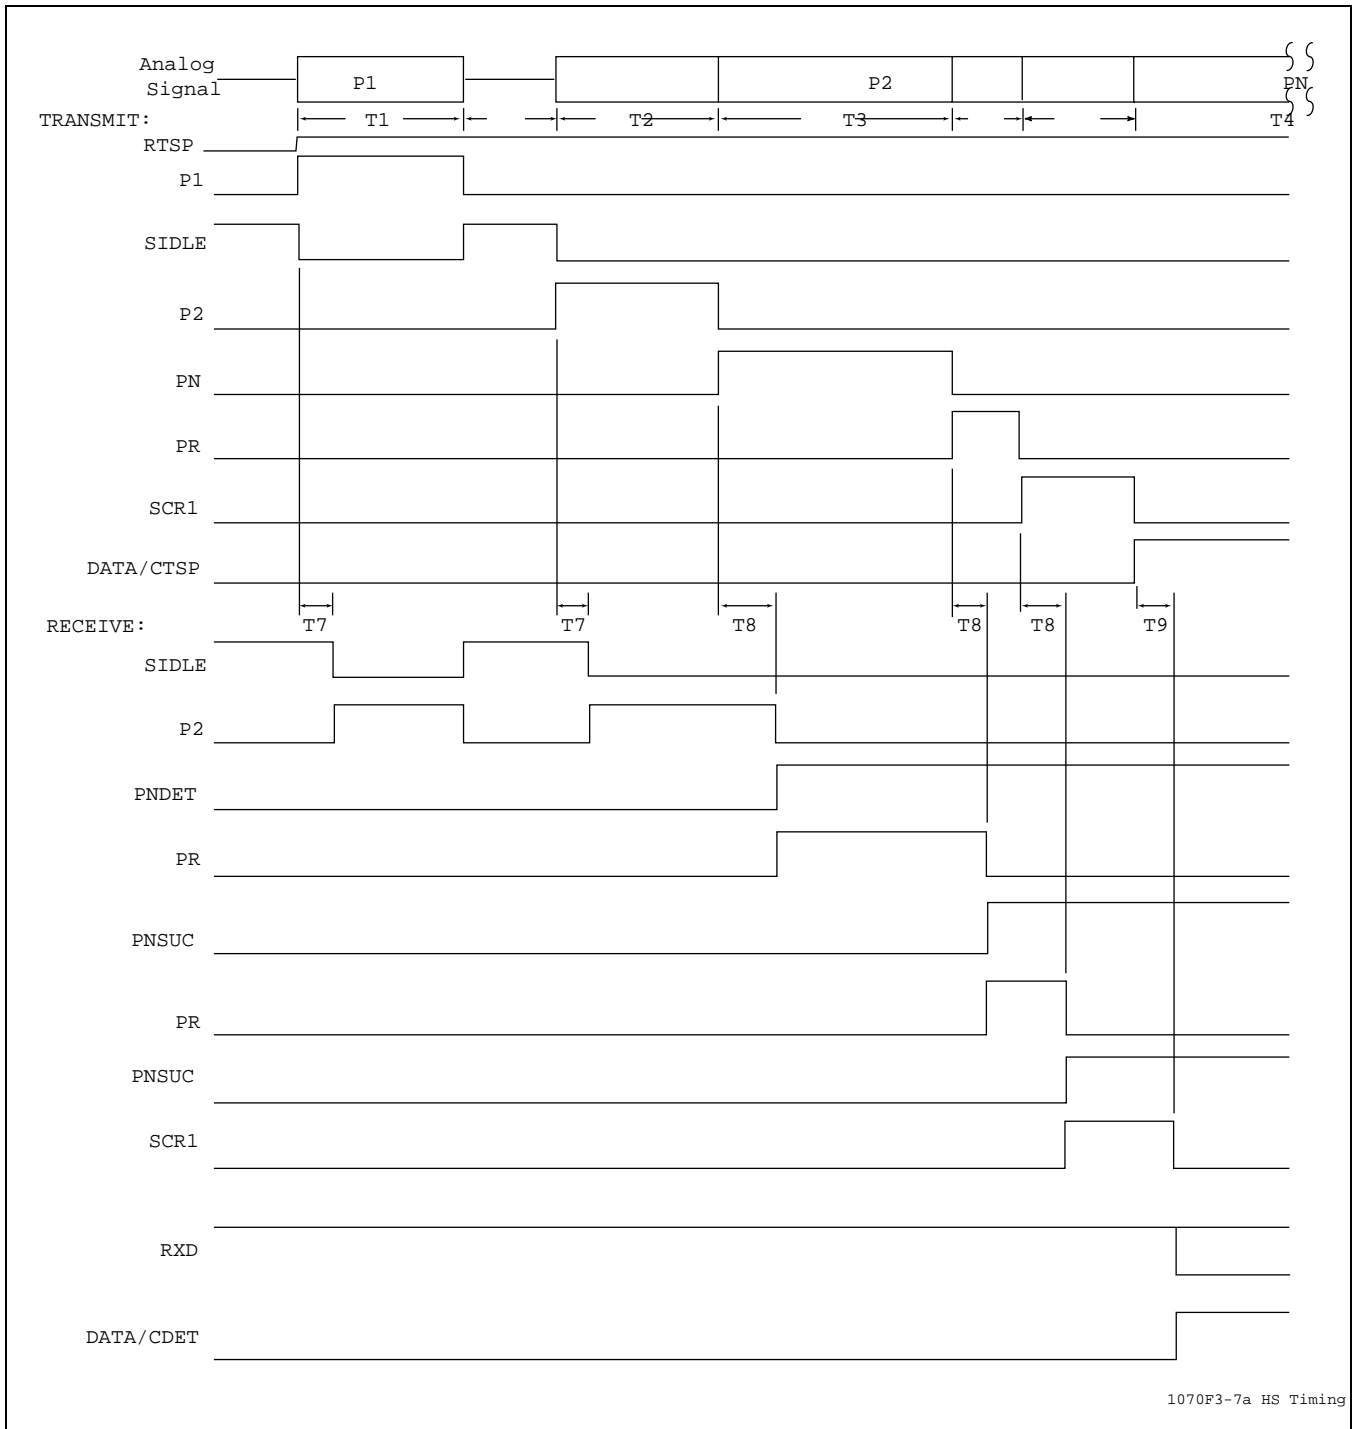 Analog
Signal
P1
P2
PN
TRANSMIT:
T1
T2
T3
T4
RTSP
P1
SIDLE
P2
PN
PR
SCR1
DATA/CTSP
RECEIVE:
T7
T7
T8
T8
T8
T9
SIDLE
P2
PNDET
PR
PNSUC
PR
PNSUC
SCR1
RXD
DATA/CDET
1070F3-7a HS Timing